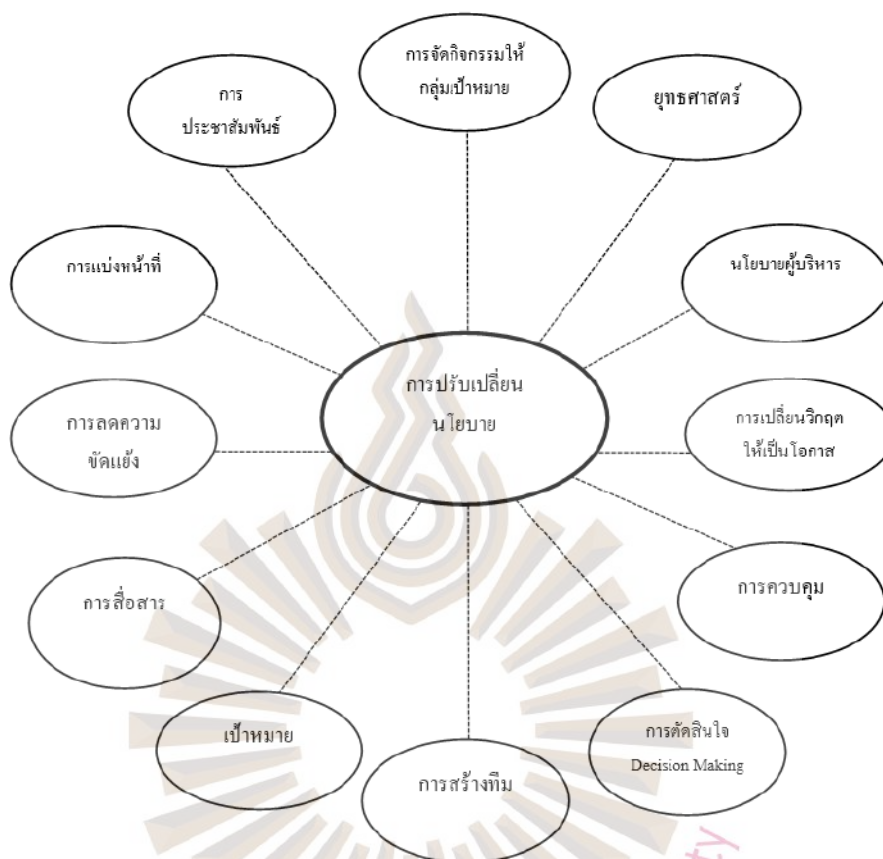 การจัดกิจกรรมให้
กลุ่มเป้าหมาย
การ
ประชาสัมพันธ์
ยุทธศาสตร์
การแบ่งหน้าที่
นโยบายผู้บริหาร
การปรับเปลี่ยน
นโยบาย
การลดความ
ขัดแย้ง
การเปลี่ยนวิกฤต
ให้เป็นโอกาส
การสื่อสาร
การควบคุม
เป้าหมาย
การตัดสินใจ
Decision Making
การสร้างทีม
ity